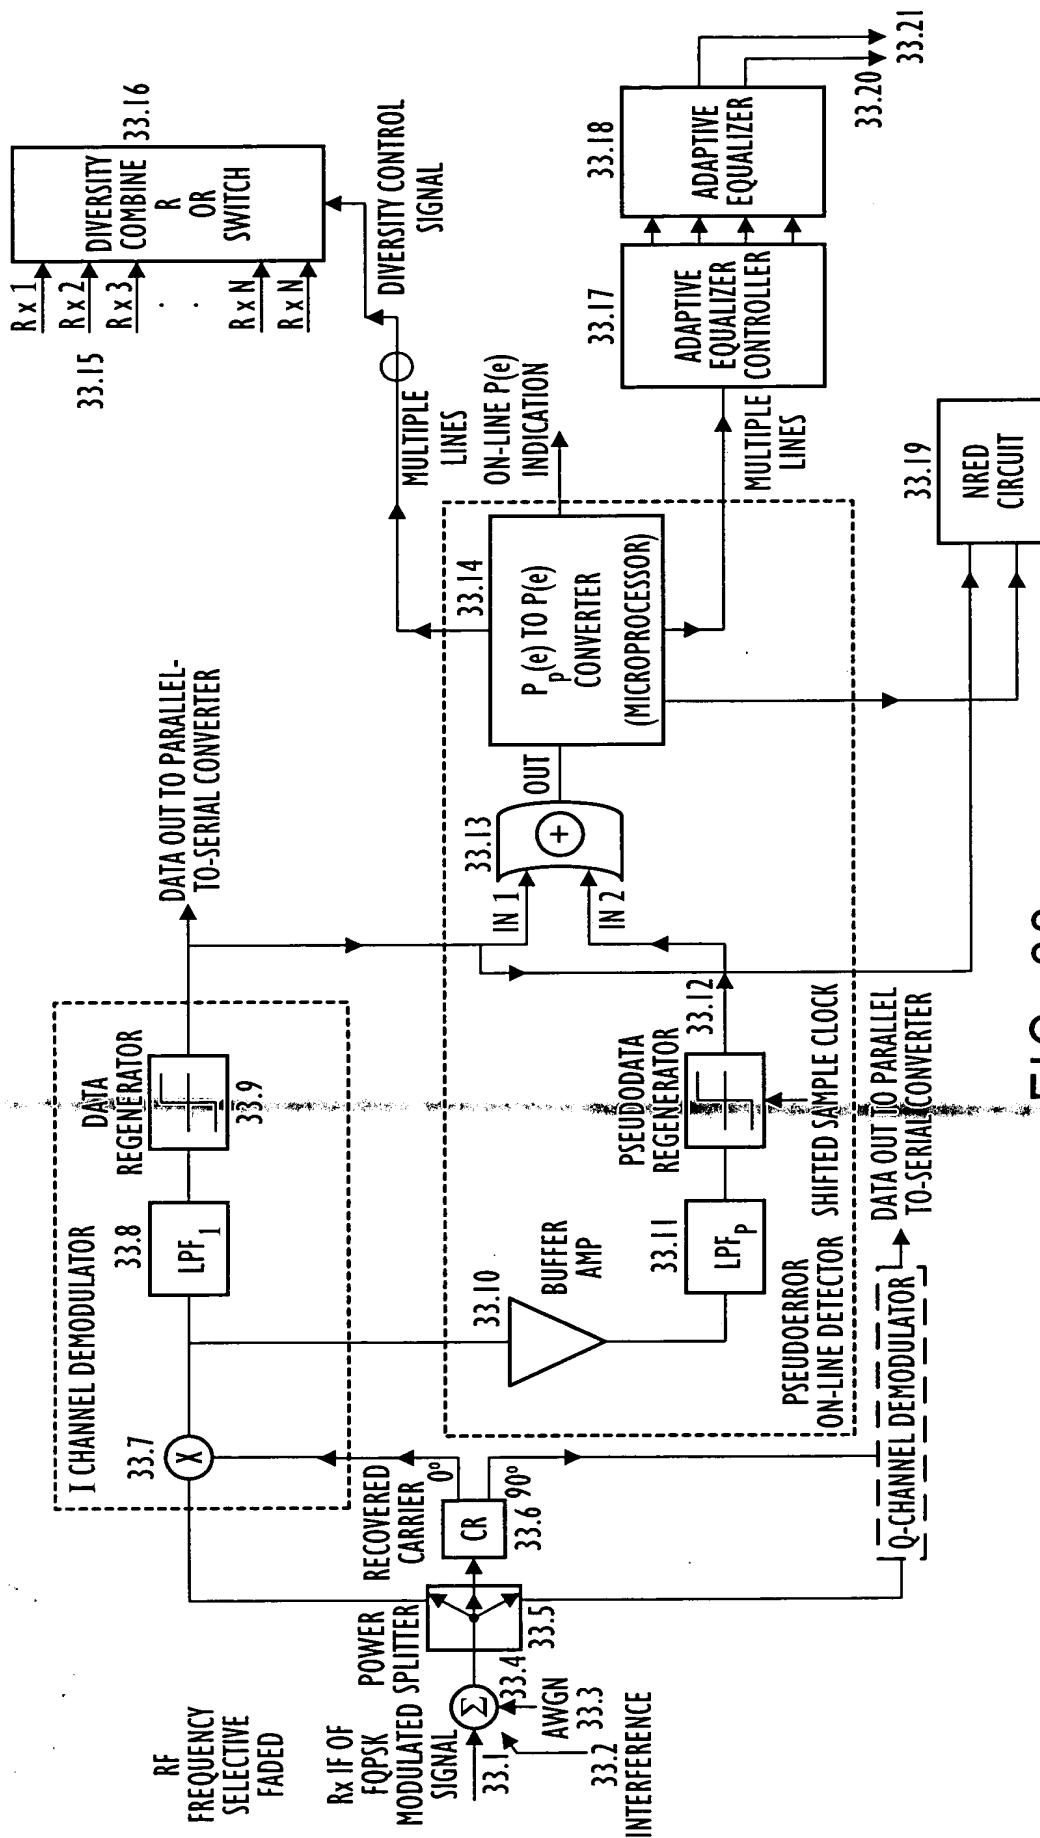 RF
FREQUENCY
SELECTIVE
FADED
Rx IF OF
FQPSK
MODULATED
SIGNAL
33.1
33.2
INTERFERENCE
AWGN
33.3
Σ
33.4
POWER
SPLITTER
33.5
RECOVERED
CARRIER
CR
33.6
0°
90°
I CHANNEL DEMODULATOR
33.7
X
33.8
LPF1
DATA
REGENERATOR
33.9
DATA OUT TO PARALLEL-
TO-SERIAL CONVERTER
33.10
BUFFER
AMP
33.11
LPFP
PSEUDODATA
REGENERATOR
33.12
SHIFTED SAMPLE CLOCK
PSEUDOERROR
ON-LINE DETECTOR
Q-CHANNEL DEMODULATOR
DATA OUT TO PARALLEL
TO-SERIAL CONVERTER
IN 1
IN 2
33.13
+
OUT
33.14
Pp(e) TO P(e)
CONVERTER
(MICROPROCESSOR)
MULTIPLE
LINES
ON-LINE P(e)
INDICATION
DIVERSITY CONTROL
SIGNAL
33.15
R x 1
R x 2
R x 3
R x N
R x N
DIVERSITY
COMBINE
R
OR
SWITCH
33.16
MULTIPLE
LINES
33.17
ADAPTIVE
EQUALIZER
CONTROLLER
33.18
ADAPTIVE
EQUALIZER
33.20
33.21
33.19
NRED
CIRCUIT